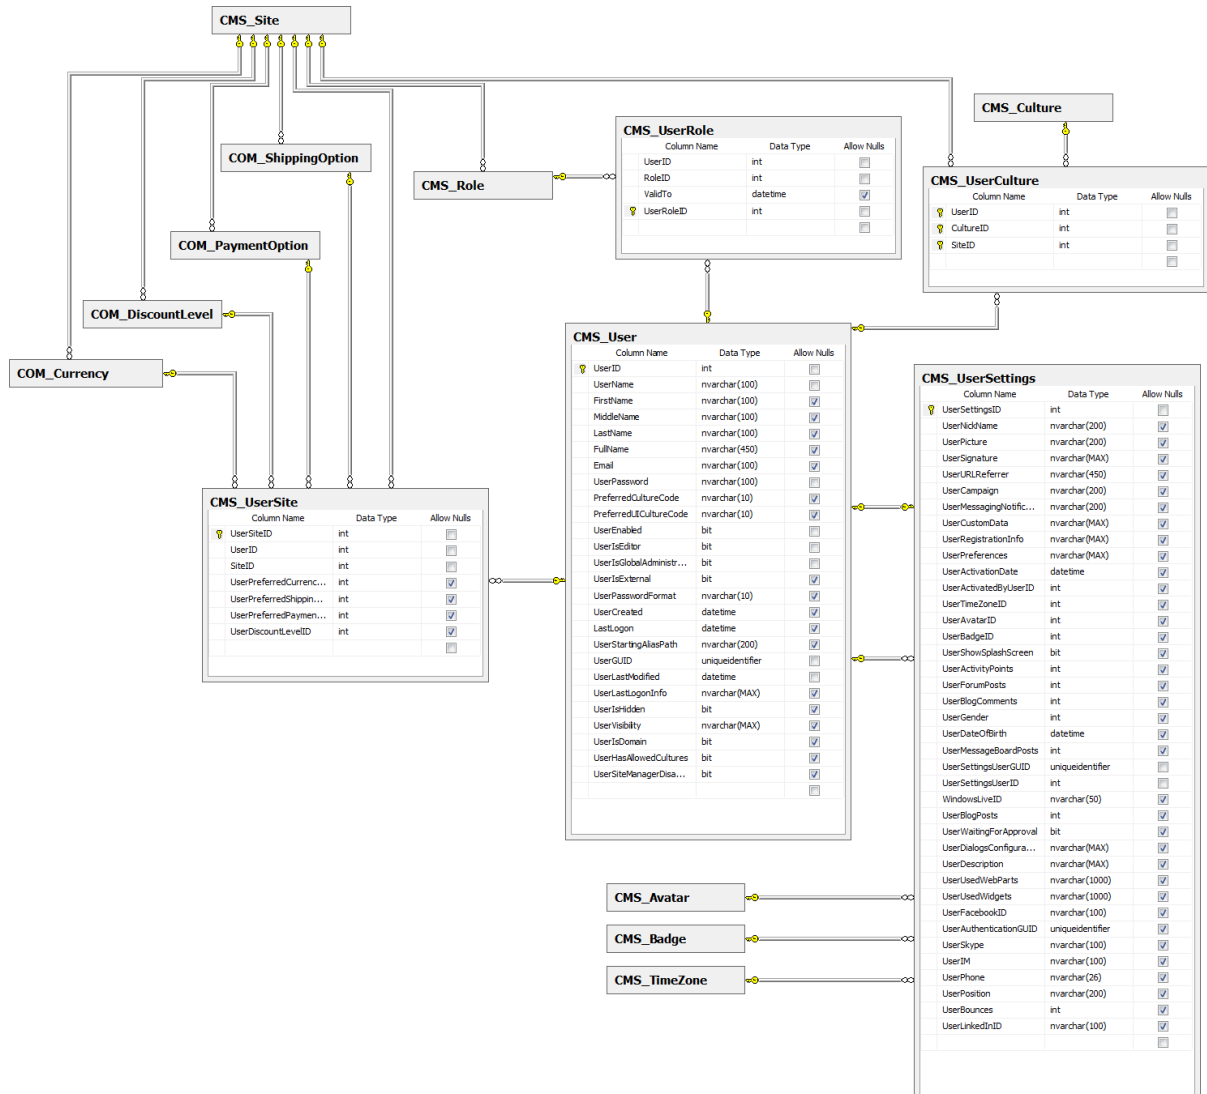 CMS_Site
CMS_Culture
COM_ShippingOption
CMS_Role
COM_PaymentOption
COM_DiscountLevel
COM_Currency
CMS_UserRole
Column Name Data Type Allow Nulls
UserID int
RoleID int
ValidTo datetime
UserRoleID int
CMS_UserCulture
Column Name Data Type Allow Nulls
UserID int
CultureID int
SiteID int
CMS_User
Column Name Data Type Allow Nulls
UserID int
UserName nvarchar(100)
FirstName nvarchar(100)
MiddleName nvarchar(100)
LastName nvarchar(100)
FullName nvarchar(450)
Email nvarchar(100)
UserPassword nvarchar(100)
PreferredCultureCode nvarchar(10)
PreferredUICultureCode nvarchar(10)
UserEnabled bit
UserIsEditor bit
UserIsGlobalAdministr... bit
UserIsExternal bit
UserPasswordFormat nvarchar(10)
UserCreated datetime
LastLogon datetime
UserStartingAliasPath nvarchar(200)
UserGUID uniqueidentifier
UserLastModified datetime
UserLastLogonInfo nvarchar(MAX)
UserIsHidden bit
UserVisibility nvarchar(MAX)
UserIsDomain bit
UserHasAllowedCultures bit
UserSiteManagerDisa... bit
CMS_UserSite
Column Name Data Type Allow Nulls
UserSiteID int
UserID int
SiteID int
UserPreferredCurrenc... int
UserPreferredShippin... int
UserPreferredPaymen... int
UserDiscountLevelID int
CMS_UserSettings
Column Name Data Type Allow Nulls
UserSettingsID int
UserNickName nvarchar(200)
UserPicture nvarchar(200)
UserSignature nvarchar(MAX)
UserURLReferrer nvarchar(450)
UserCampaign nvarchar(200)
UserMessagingNotific... nvarchar(200)
UserCustomData nvarchar(MAX)
UserRegistrationInfo nvarchar(MAX)
UserPreferences nvarchar(MAX)
UserActivationDate datetime
UserActivatedByUserID int
UserTimeZoneID int
UserAvatarID int
UserBadgeID int
UserShowSplashScreen bit
UserActivityPoints int
UserForumPosts int
UserBlogComments int
UserGender int
UserDateOfBirth datetime
UserMessageBoardPosts int
UserSettingsUserGUID uniqueidentifier
UserSettingsUserID int
WindowsLiveID nvarchar(50)
UserBlogPosts int
UserWaitingForApproval bit
UserDialogsConfigura... nvarchar(MAX)
UserDescription nvarchar(MAX)
UserUsedWebParts nvarchar(1000)
UserUsedWidgets nvarchar(1000)
UserFacebookID nvarchar(100)
UserAuthenticationGUID uniqueidentifier
UserSkype nvarchar(100)
UserIM nvarchar(100)
UserPhone nvarchar(26)
UserPosition nvarchar(200)
UserBounces int
UserLinkedInID nvarchar(100)
CMS_Avatar
CMS_Badge
CMS_TimeZone